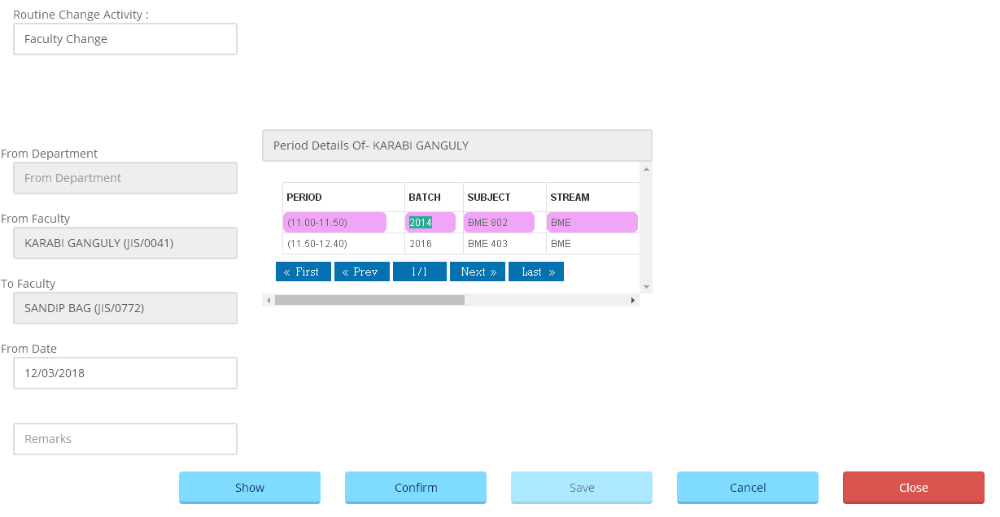 Routine Change Activity :
Faculty Change
From Department
From Department
From Faculty
KARABI GANGULY (JIS/0041)
To Faculty
SANDIP BAG (JIS/0772)
From Date
12/03/2018
Remarks
Period Details Of- KARABI GANGULY
PERIOD BATCH SUBJECT STREAM
(11.00-11.50) 2014 BME 802 BME
(11.50-12.40) 2016 BME 403 BME
« First « Prev 1/1 Next » Last »
Show Confirm Save Cancel Close